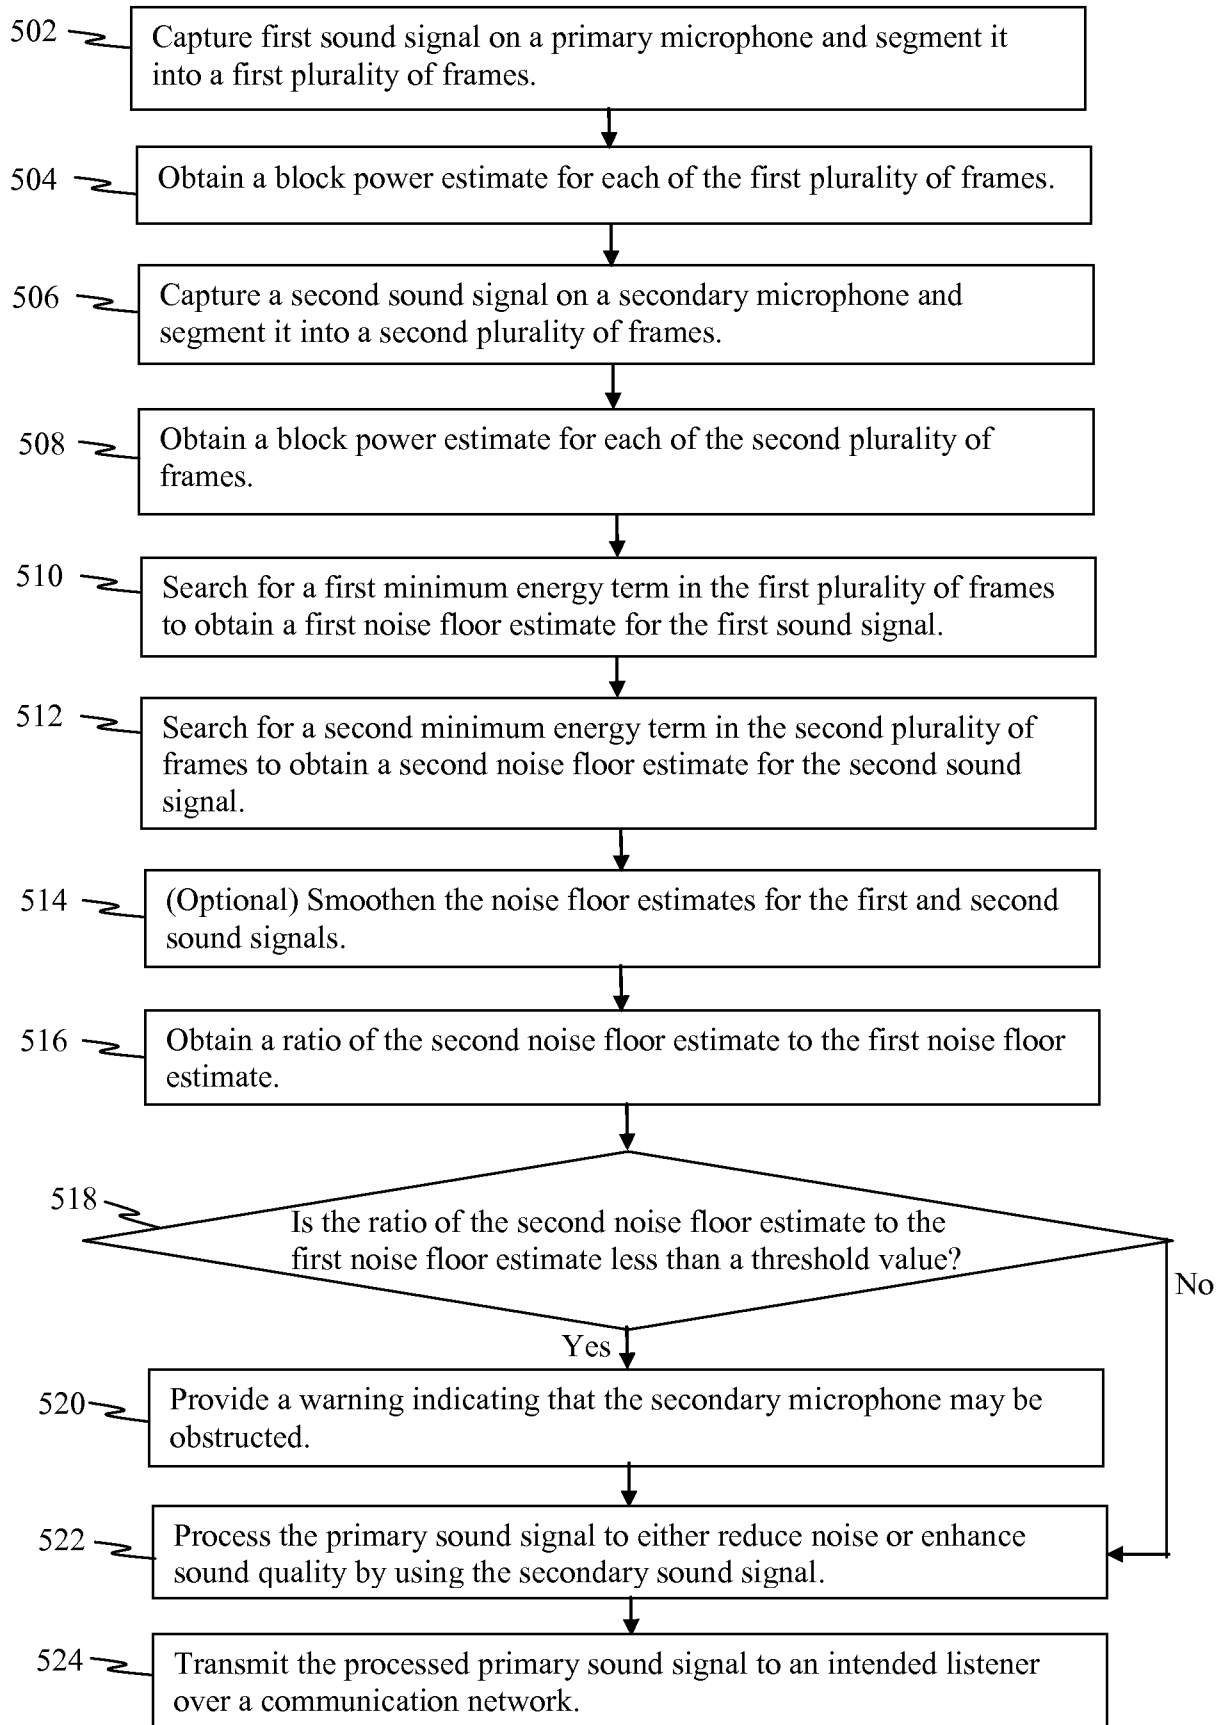 502
Capture first sound signal on a primary microphone and segment it
into a first plurality of frames.
504
Obtain a block power estimate for each of the first plurality of frames.
506
Capture a second sound signal on a secondary microphone and
segment it into a second plurality of frames.
508
Obtain a block power estimate for each of the second plurality of
frames.
510
Search for a first minimum energy term in the first plurality of frames
to obtain a first noise floor estimate for the first sound signal.
512
Search for a second minimum energy term in the second plurality of
frames to obtain a second noise floor estimate for the second sound
signal.
514
(Optional) Smoothen the noise floor estimates for the first and second
sound signals.
516
Obtain a ratio of the second noise floor estimate to the first noise floor
estimate.
518
Is the ratio of the second noise floor estimate to the
first noise floor estimate less than a threshold value?
No
Yes
520
Provide a warning indicating that the secondary microphone may be
obstructed.
522
Process the primary sound signal to either reduce noise or enhance
sound quality by using the secondary sound signal.
524
Transmit the processed primary sound signal to an intended listener
over a communication network.